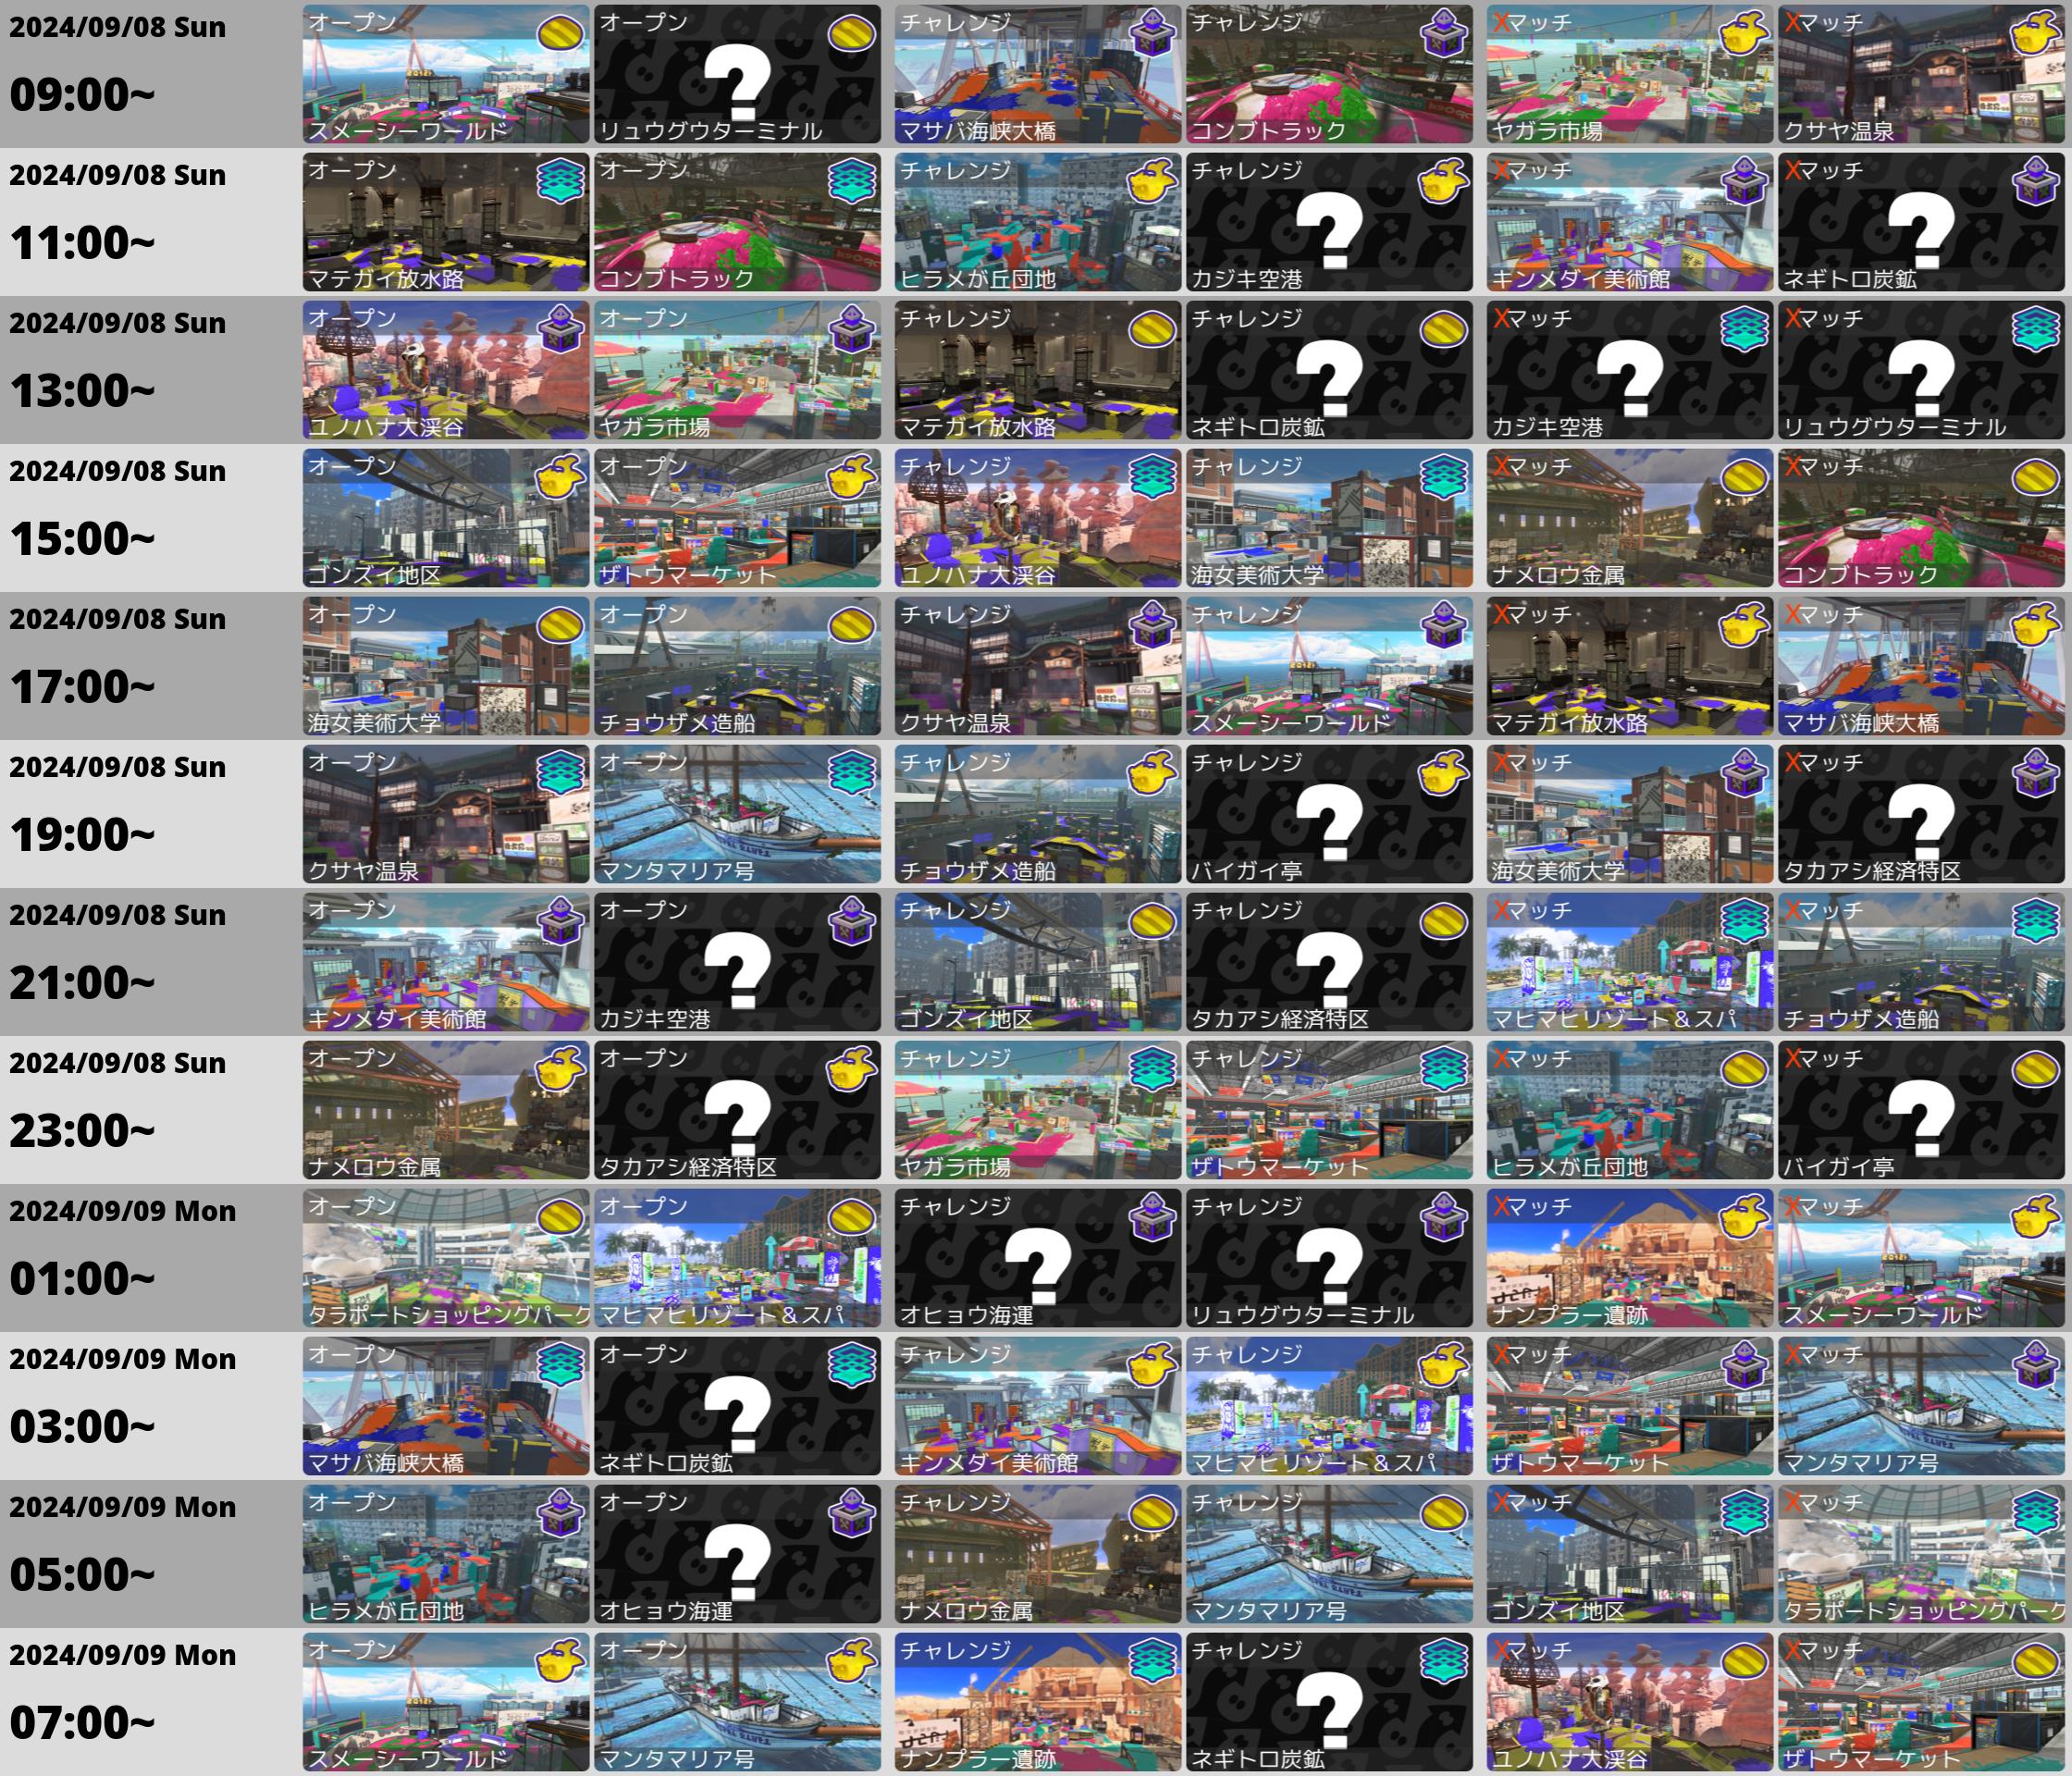 2024/09/08 Sun
09:00~
オープン
スメーシーワールド
オープン
リュウグウターミナル
チャレンジ
マサバ海峡大橋
チャレンジ
コンブトラック
Xマッチ
ヤガラ市場
Xマッチ
クサヤ温泉
2024/09/08 Sun
11:00~
オープン
マテガイ放水路
オープン
コンブトラック
チャレンジ
ヒラメが丘団地
チャレンジ
カジキ空港
Xマッチ
キンメダイ美術館
Xマッチ
ネギトロ炭鉱
2024/09/08 Sun
13:00~
オープン
ユノハナ大渓谷
オープン
ヤガラ市場
チャレンジ
マテガイ放水路
チャレンジ
ネギトロ炭鉱
Xマッチ
カジキ空港
Xマッチ
リュウグウターミナル
2024/09/08 Sun
15:00~
オープン
ゴンズイ地区
オープン
ザトウマーケット
チャレンジ
ユノハナ大渓谷
チャレンジ
海女美術大学
Xマッチ
ナメロウ金属
Xマッチ
コンブトラック
2024/09/08 Sun
17:00~
オープン
海女美術大学
オープン
チョウザメ造船
チャレンジ
クサヤ温泉
チャレンジ
スメーシーワールド
Xマッチ
マテガイ放水路
Xマッチ
マサバ海峡大橋
2024/09/08 Sun
19:00~
オープン
クサヤ温泉
オープン
マンタマリア号
チャレンジ
チョウザメ造船
チャレンジ
バイガイ亭
Xマッチ
海女美術大学
Xマッチ
タカアシ経済特区
2024/09/08 Sun
21:00~
オープン
キンメダイ美術館
オープン
カジキ空港
チャレンジ
ゴンズイ地区
チャレンジ
タカアシ経済特区
Xマッチ
マヒマヒリゾート＆スパ
Xマッチ
チョウザメ造船
2024/09/08 Sun
23:00~
オープン
ナメロウ金属
オープン
タカアシ経済特区
チャレンジ
ヤガラ市場
チャレンジ
ザトウマーケット
Xマッチ
ヒラメが丘団地
Xマッチ
バイガイ亭
2024/09/09 Mon
01:00~
オープン
タラポートショッピングパーク
オープン
マヒマヒリゾート＆スパ
チャレンジ
オヒョウ海運
チャレンジ
リュウグウターミナル
Xマッチ
ナンプラー遺跡
Xマッチ
スメーシーワールド
2024/09/09 Mon
03:00~
オープン
マサバ海峡大橋
オープン
ネギトロ炭鉱
チャレンジ
キンメダイ美術館
チャレンジ
マヒマヒリゾート＆スパ
Xマッチ
ザトウマーケット
Xマッチ
マンタマリア号
2024/09/09 Mon
05:00~
オープン
ヒラメが丘団地
オープン
オヒョウ海運
チャレンジ
ナメロウ金属
チャレンジ
マンタマリア号
Xマッチ
ゴンズイ地区
Xマッチ
タラポートショッピングパーク
2024/09/09 Mon
07:00~
オープン
スメーシーワールド
オープン
マンタマリア号
チャレンジ
ナンプラー遺跡
チャレンジ
ネギトロ炭鉱
Xマッチ
ユノハナ大渓谷
Xマッチ
ザトウマーケット